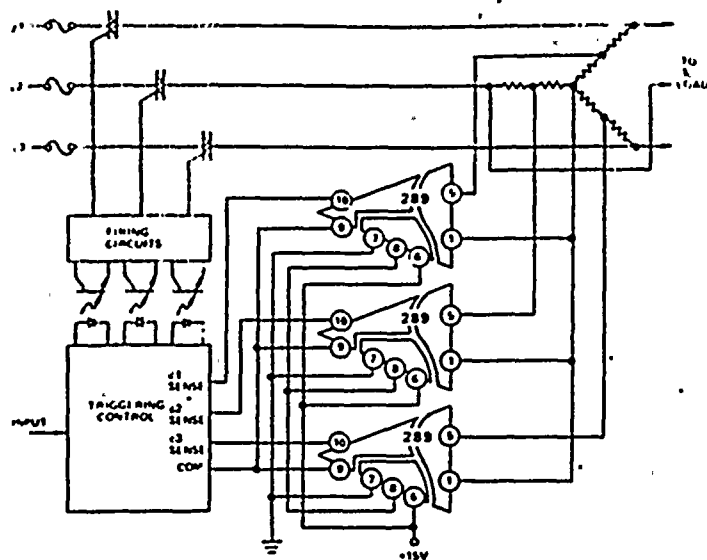 TO
LOAD
FIRING
CIRCUITS
10
289
5
9
7
8
6
1
10
289
5
9
7
8
6
1
10
289
5
9
7
8
6
1
SENSE
SENSE
SENSE
COM
INPUT
TRIGGERING
CONTROL
+15V